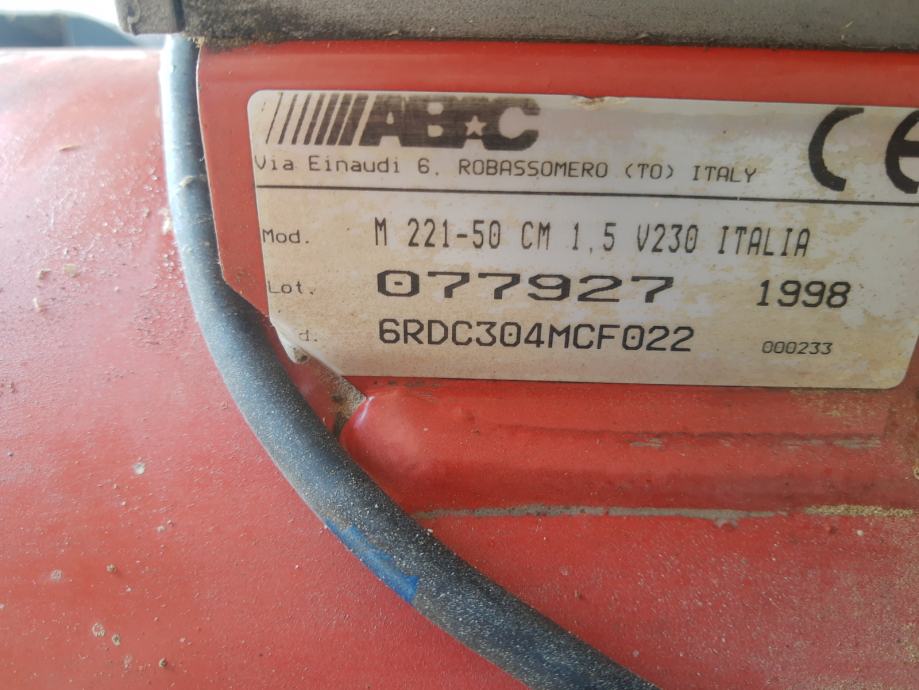 ABAC CE
Via Einaudi 6, ROBASSOMERO (TO) ITALY
Mod. M 221-50 CM 1,5 V230 ITALIA
Lot. 077927 1998
d. 6RDC304MCF022 000233